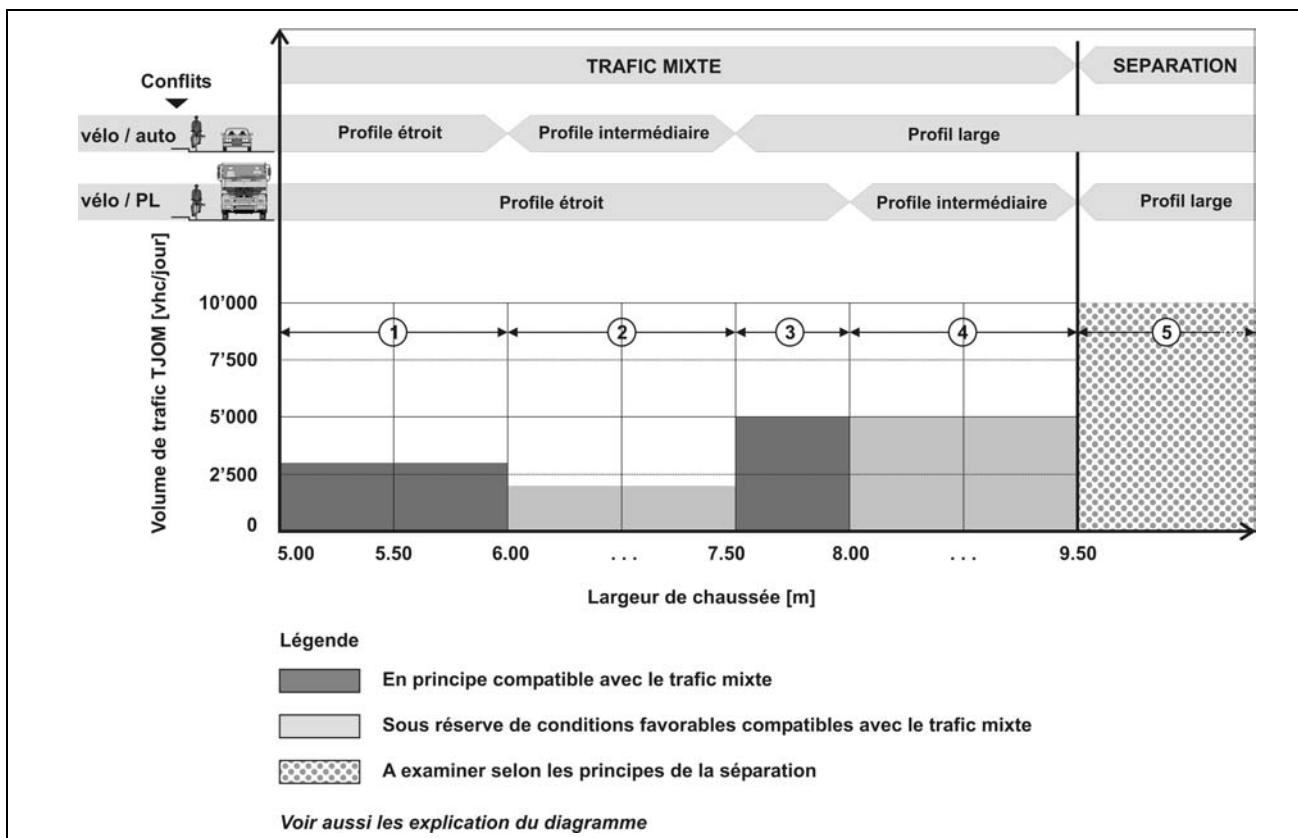 TRAFIC MIXTE SEPARATION
Conflits
vélo / auto Profile étroit Profile intermédiaire Profil large
vélo / PL Profile étroit Profile intermédiaire Profil large
Volume de trafic TJOM [vhc/jour]
10’000
1 2 3 4 5
7’500
5’000
2’500
0
5.00 5.50 6.00 . . . 7.50 8.00 . . . 9.50
Largeur de chaussée [m]
Légende
En principe compatible avec le trafic mixte
Sous réserve de conditions favorables compatibles avec le trafic mixte
A examiner selon les principes de la séparation
Voir aussi les explication du diagramme